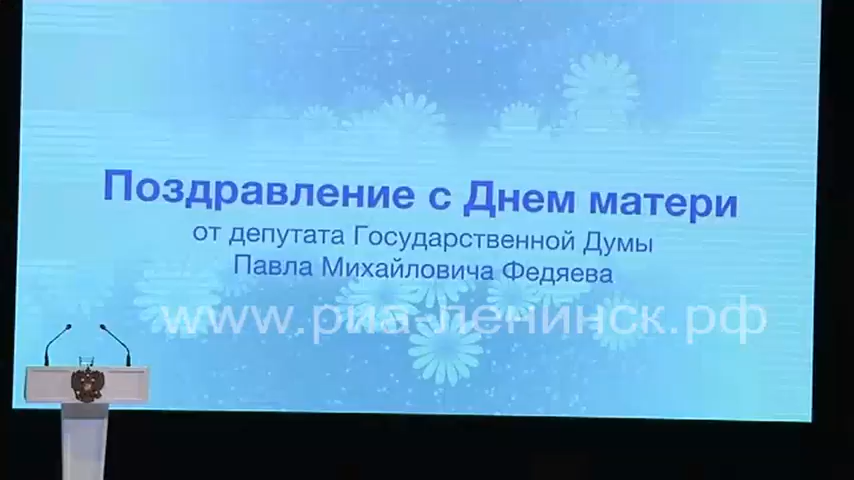 Поздравление с Днем матери
от депутата Государственной Думы
Павла Михайловича Федяева
www.риа-ленинск.рф